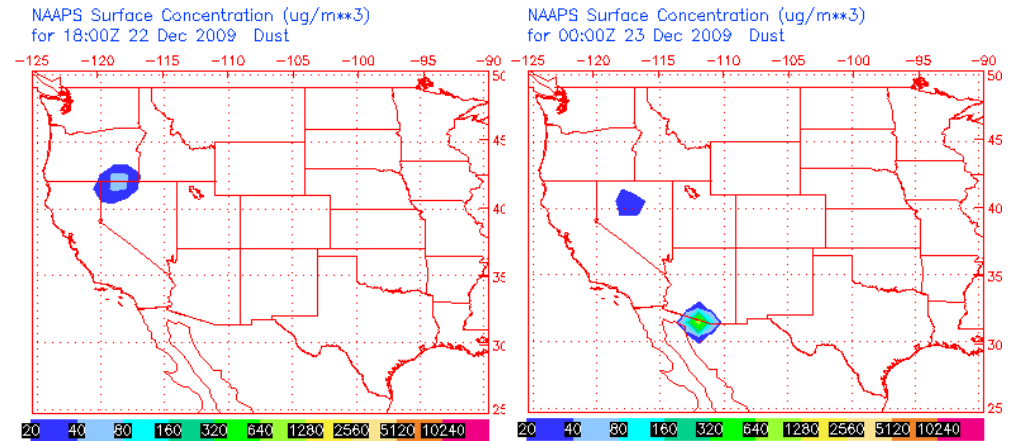 NAAPS Surface Concentration (ug/m**3)
for 18:00Z 22 Dec 2009 Dust
-125 -120 -115 -110 -105 -100 -95 -90
50
45
40
35
30
25
20 40 80 160 320 640 1280 2560 5120 10240
NAAPS Surface Concentration (ug/m**3)
for 00:00Z 23 Dec 2009 Dust
-125 -120 -115 -110 -105 -100 -95 -90
50
45
40
35
30
25
20 40 80 160 320 640 1280 2560 5120 10240